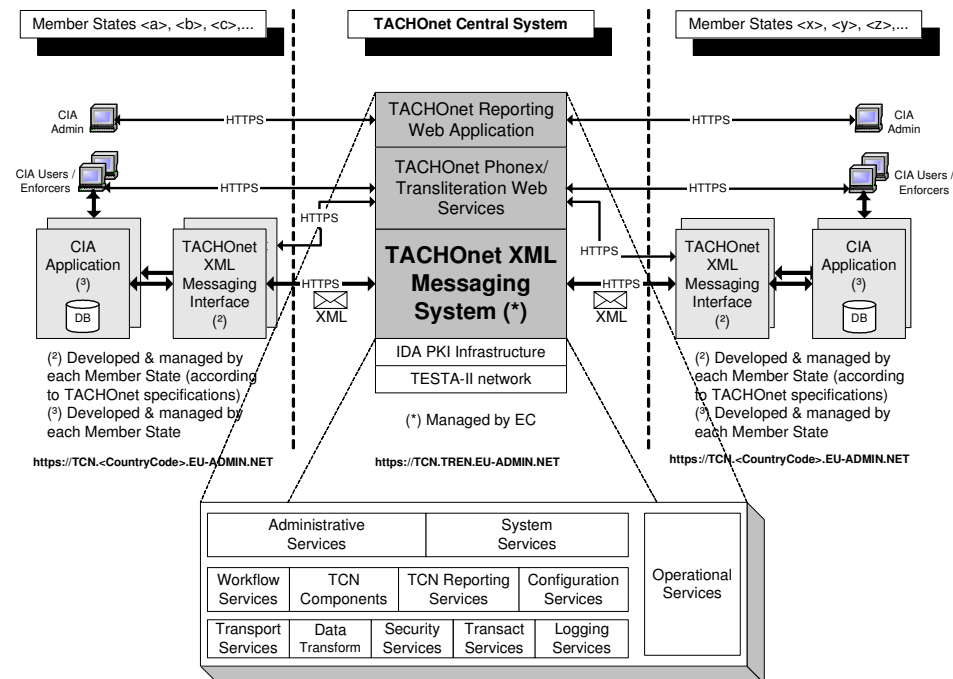 Member States <a>, <b>, <c>,...
TACHOnet Central System
Member States <x>, <y>, <z>,...
CIA
Admin
HTTPS
TACHOnet Reporting
Web Application
HTTPS
CIA
Admin
CIA Users /
Enforcers
HTTPS
TACHOnet Phonex/
Transliteration Web
Services
HTTPS
CIA Users /
Enforcers
HTTPS
HTTPS
CIA
Application
(³)
DB
TACHOnet
XML
Messaging
Interface
(²)
HTTPS
XML
TACHOnet XML
Messaging
System (*)
HTTPS
XML
TACHOnet
XML
Messaging
Interface
(²)
CIA
Application
(³)
DB
IDA PKI Infrastructure
TESTA-II network
(²) Developed & managed by
each Member State (according
to TACHOnet specifications)
(³) Developed & managed by
each Member State
(*) Managed by EC
(²) Developed & managed by
each Member State (according
to TACHOnet specifications)
(³) Developed & managed by
each Member State
https://TCN.<CountryCode>.EU-ADMIN.NET
https://TCN.TREN.EU-ADMIN.NET
https://TCN.<CountryCode>.EU-ADMIN.NET
Administrative
Services
System
Services
Operational
Services
Workflow
Services
TCN
Components
TCN Reporting
Services
Configuration
Services
Transport
Services
Data
Transform
Security
Services
Transact
Services
Logging
Services